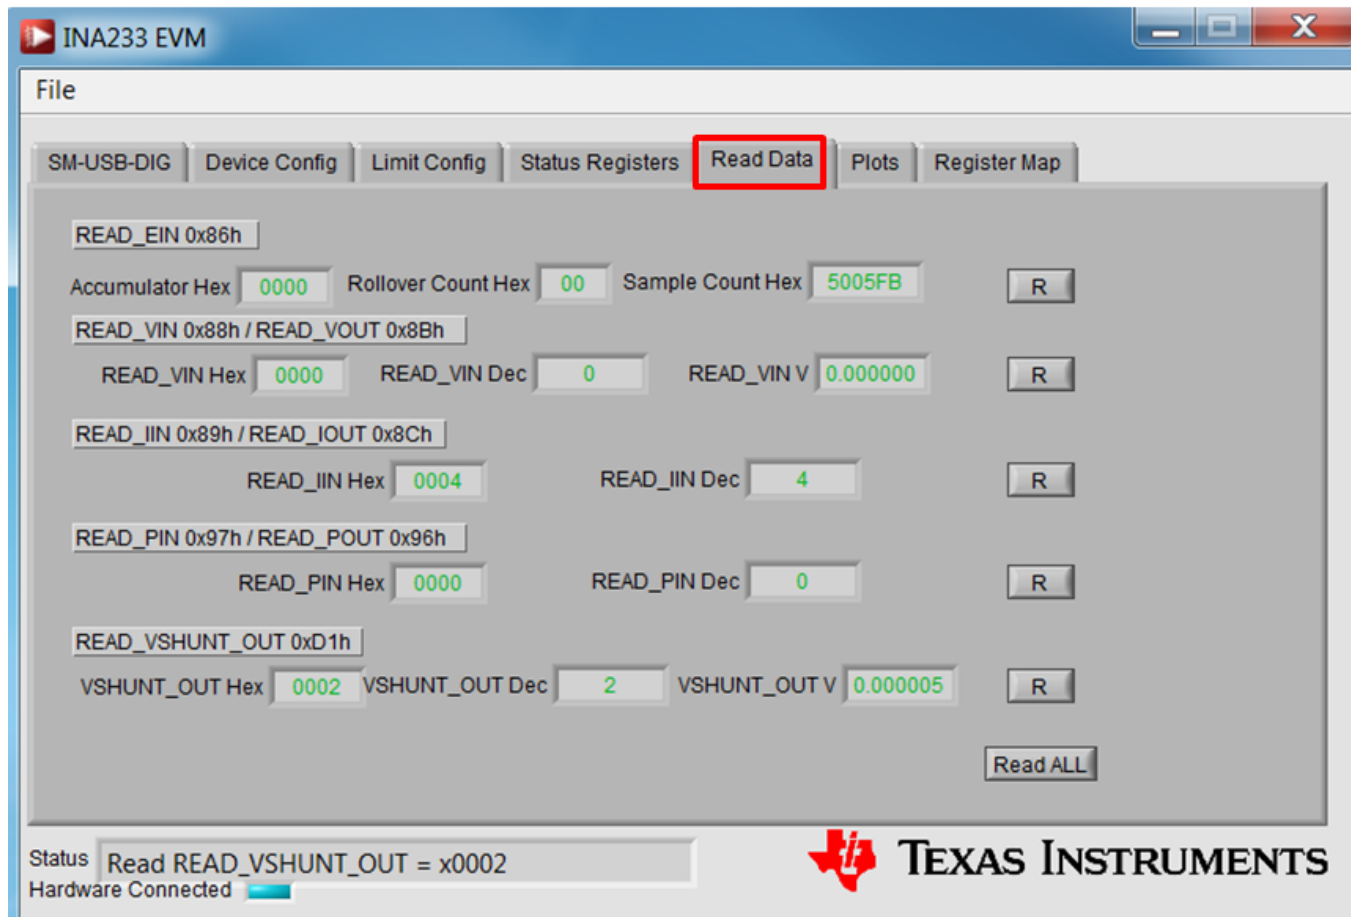 INA233 EVM
File
SM-USB-DIG Device Config Limit Config Status Registers Read Data Plots Register Map
READ_EIN 0x86h
Accumulator Hex 0000 Rollover Count Hex 00 Sample Count Hex 5005FB R
READ_VIN 0x88h / READ_VOUT 0x8Bh
READ_VIN Hex 0000 READ_VIN Dec 0 READ_VIN V 0.000000 R
READ_IIN 0x89h / READ_IOUT 0x8Ch
READ_IIN Hex 0004 READ_IIN Dec 4 R
READ_PIN 0x97h / READ_POUT 0x96h
READ_PIN Hex 0000 READ_PIN Dec 0 R
READ_VSHUNT_OUT 0xD1h
VSHUNT_OUT Hex 0002 VSHUNT_OUT Dec 2 VSHUNT_OUT V 0.000005 R
Read ALL
Status Read READ_VSHUNT_OUT = x0002
Hardware Connected
ti TEXAS INSTRUMENTS